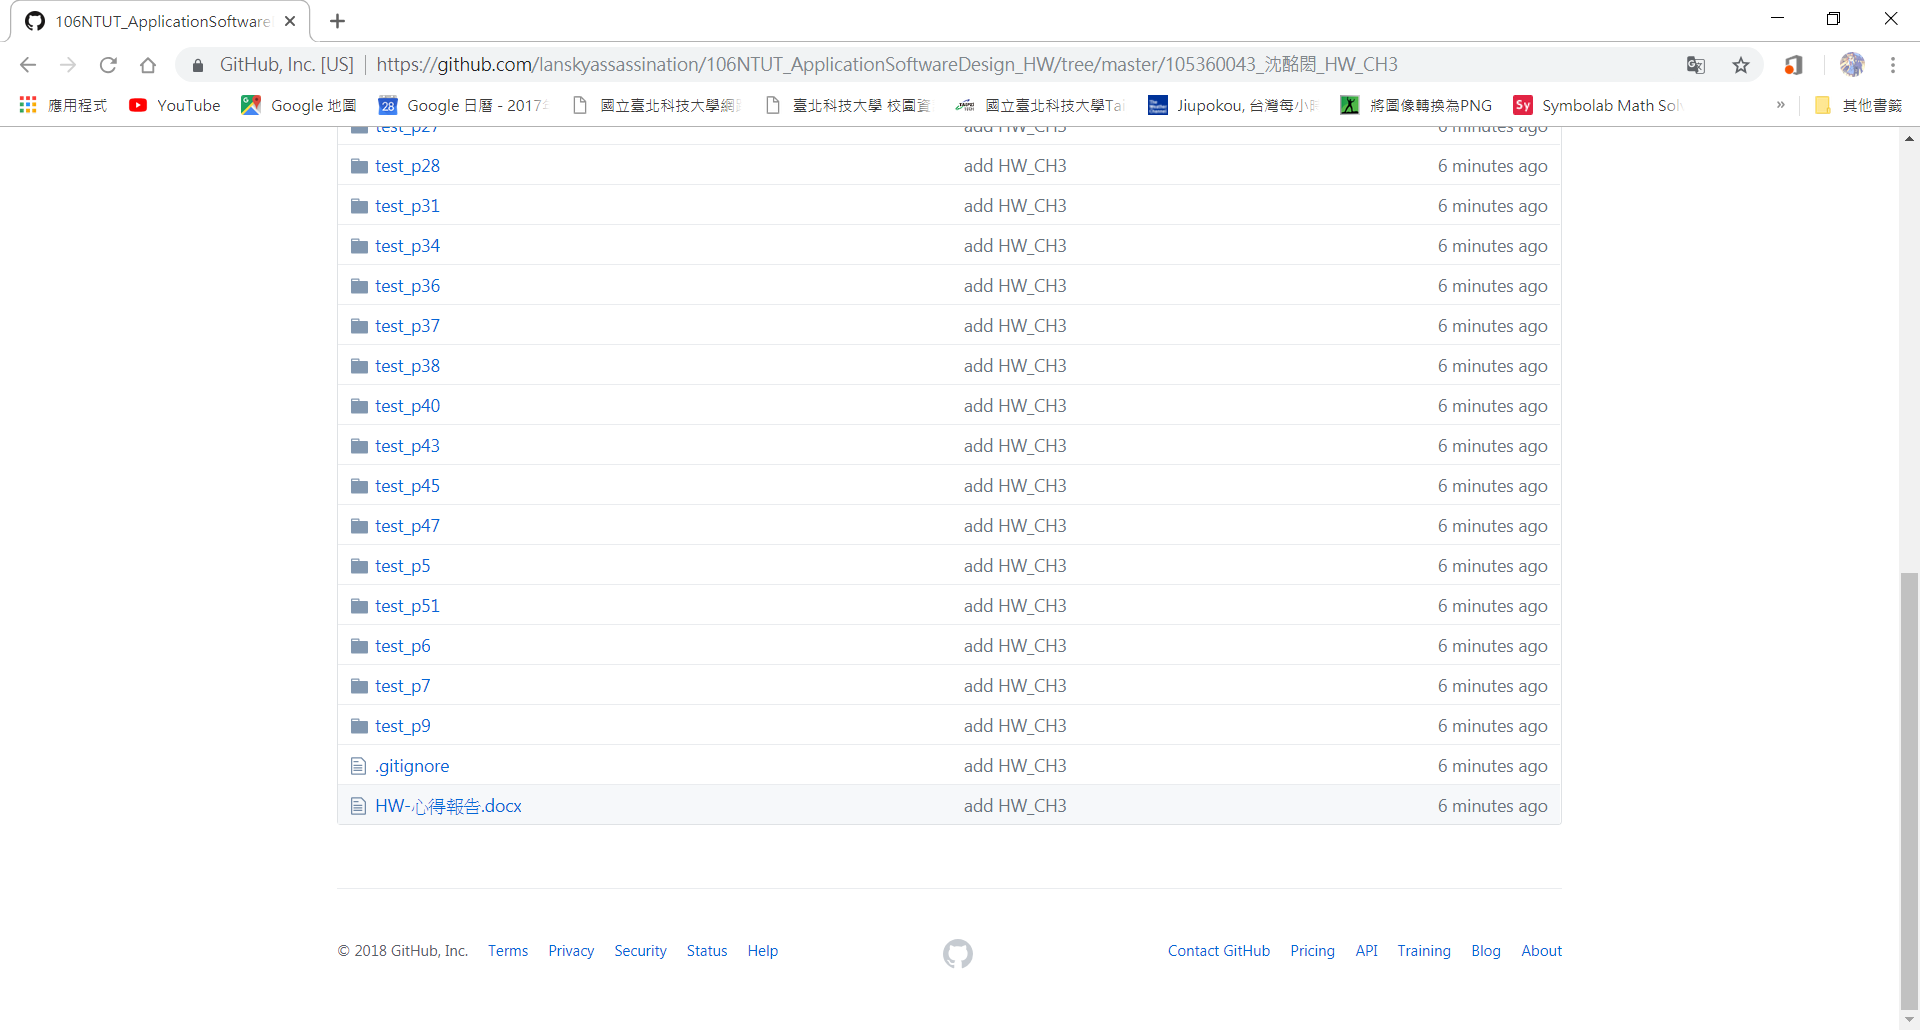 106NTUT_ApplicationSoftware
GitHub, Inc. [US] | https://github.com/lanskyassassination/106NTUT_ApplicationSoftwareDesign_HW/tree/master/105360043_沈酩閎_HW_CH3
應用程式 YouTube Google 地圖 Google 日曆 - 2017 國立臺北科技大學網 臺北科技大學 校園資 國立臺北科技大學Tai Jiupokou, 台灣每小時 將圖像轉換為PNG Symbolab Math Sol » 其他書籤
test_p27 add HW_CH3 6 minutes ago
test_p28 add HW_CH3 6 minutes ago
test_p31 add HW_CH3 6 minutes ago
test_p34 add HW_CH3 6 minutes ago
test_p36 add HW_CH3 6 minutes ago
test_p37 add HW_CH3 6 minutes ago
test_p38 add HW_CH3 6 minutes ago
test_p40 add HW_CH3 6 minutes ago
test_p43 add HW_CH3 6 minutes ago
test_p45 add HW_CH3 6 minutes ago
test_p47 add HW_CH3 6 minutes ago
test_p5 add HW_CH3 6 minutes ago
test_p51 add HW_CH3 6 minutes ago
test_p6 add HW_CH3 6 minutes ago
test_p7 add HW_CH3 6 minutes ago
test_p9 add HW_CH3 6 minutes ago
.gitignore add HW_CH3 6 minutes ago
HW-心得報告.docx add HW_CH3 6 minutes ago
© 2018 GitHub, Inc. Terms Privacy Security Status Help Contact GitHub Pricing API Training Blog About